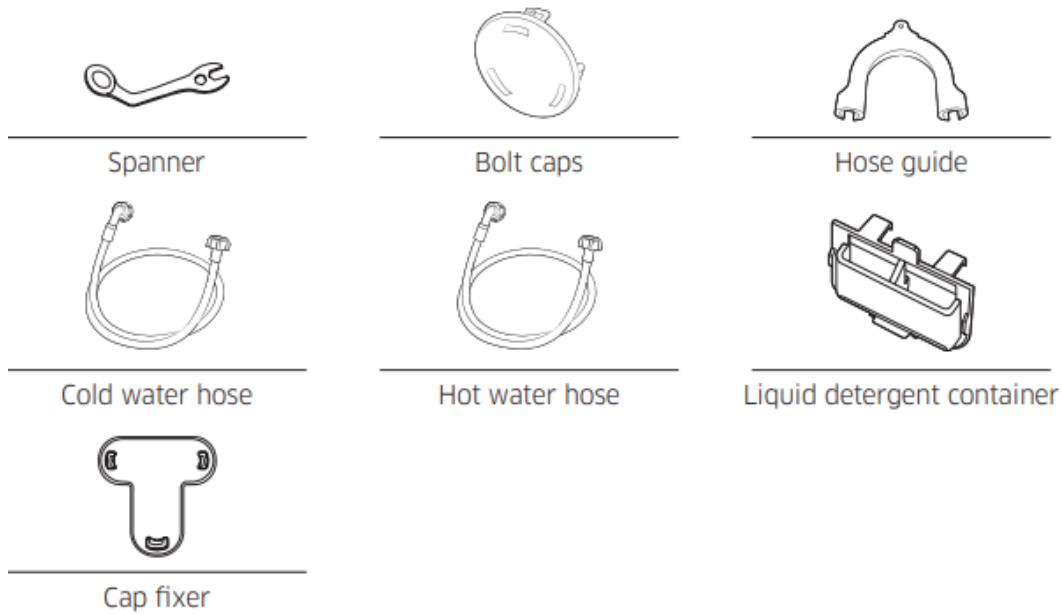 Spanner
Bolt caps
Hose guide
Cold water hose
Hot water hose
Liquid detergent container
Cap fixer